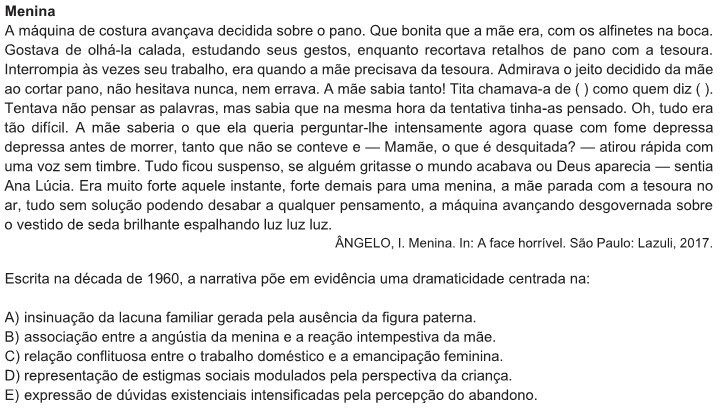 Menina
A máquina de costura avançava decidida sobre o pano. Que bonita que a mãe era, com os alfinetes na boca.
Gostava de olhá-la calada, estudando seus gestos, enquanto recortava retalhos de pano com a tesoura.
Interrompia às vezes seu trabalho, era quando a mãe precisava da tesoura. Admirava o jeito decidido da mãe
ao cortar pano, não hesitava nunca, nem errava. A mãe sabia tanto! Tita chamava-a de ( ) como quem diz ( ).
Tentava não pensar as palavras, mas sabia que na mesma hora da tentativa tinha-as pensado. Oh, tudo era
tão difícil. A mãe saberia o que ela queria perguntar-lhe intensamente agora quase com fome depressa
depressa antes de morrer, tanto que não se conteve e — Mamãe, o que é desquitada? — atirou rápida com
uma voz sem timbre. Tudo ficou suspenso, se alguém gritasse o mundo acabava ou Deus aparecia — sentia
Ana Lúcia. Era muito forte aquele instante, forte demais para uma menina, a mãe parada com a tesoura no
ar, tudo sem solução podendo desabar a qualquer pensamento, a máquina avançando desgovernada sobre
o vestido de seda brilhante espalhando luz luz luz.
ÂNGELO, I. Menina. In: A face horrível. São Paulo: Lazuli, 2017.
Escrita na década de 1960, a narrativa põe em evidência uma dramaticidade centrada na:
A) insinuação da lacuna familiar gerada pela ausência da figura paterna.
B) associação entre a angústia da menina e a reação intempestiva da mãe.
C) relação conflituosa entre o trabalho doméstico e a emancipação feminina.
D) representação de estigmas sociais modulados pela perspectiva da criança.
E) expressão de dúvidas existenciais intensificadas pela percepção do abandono.